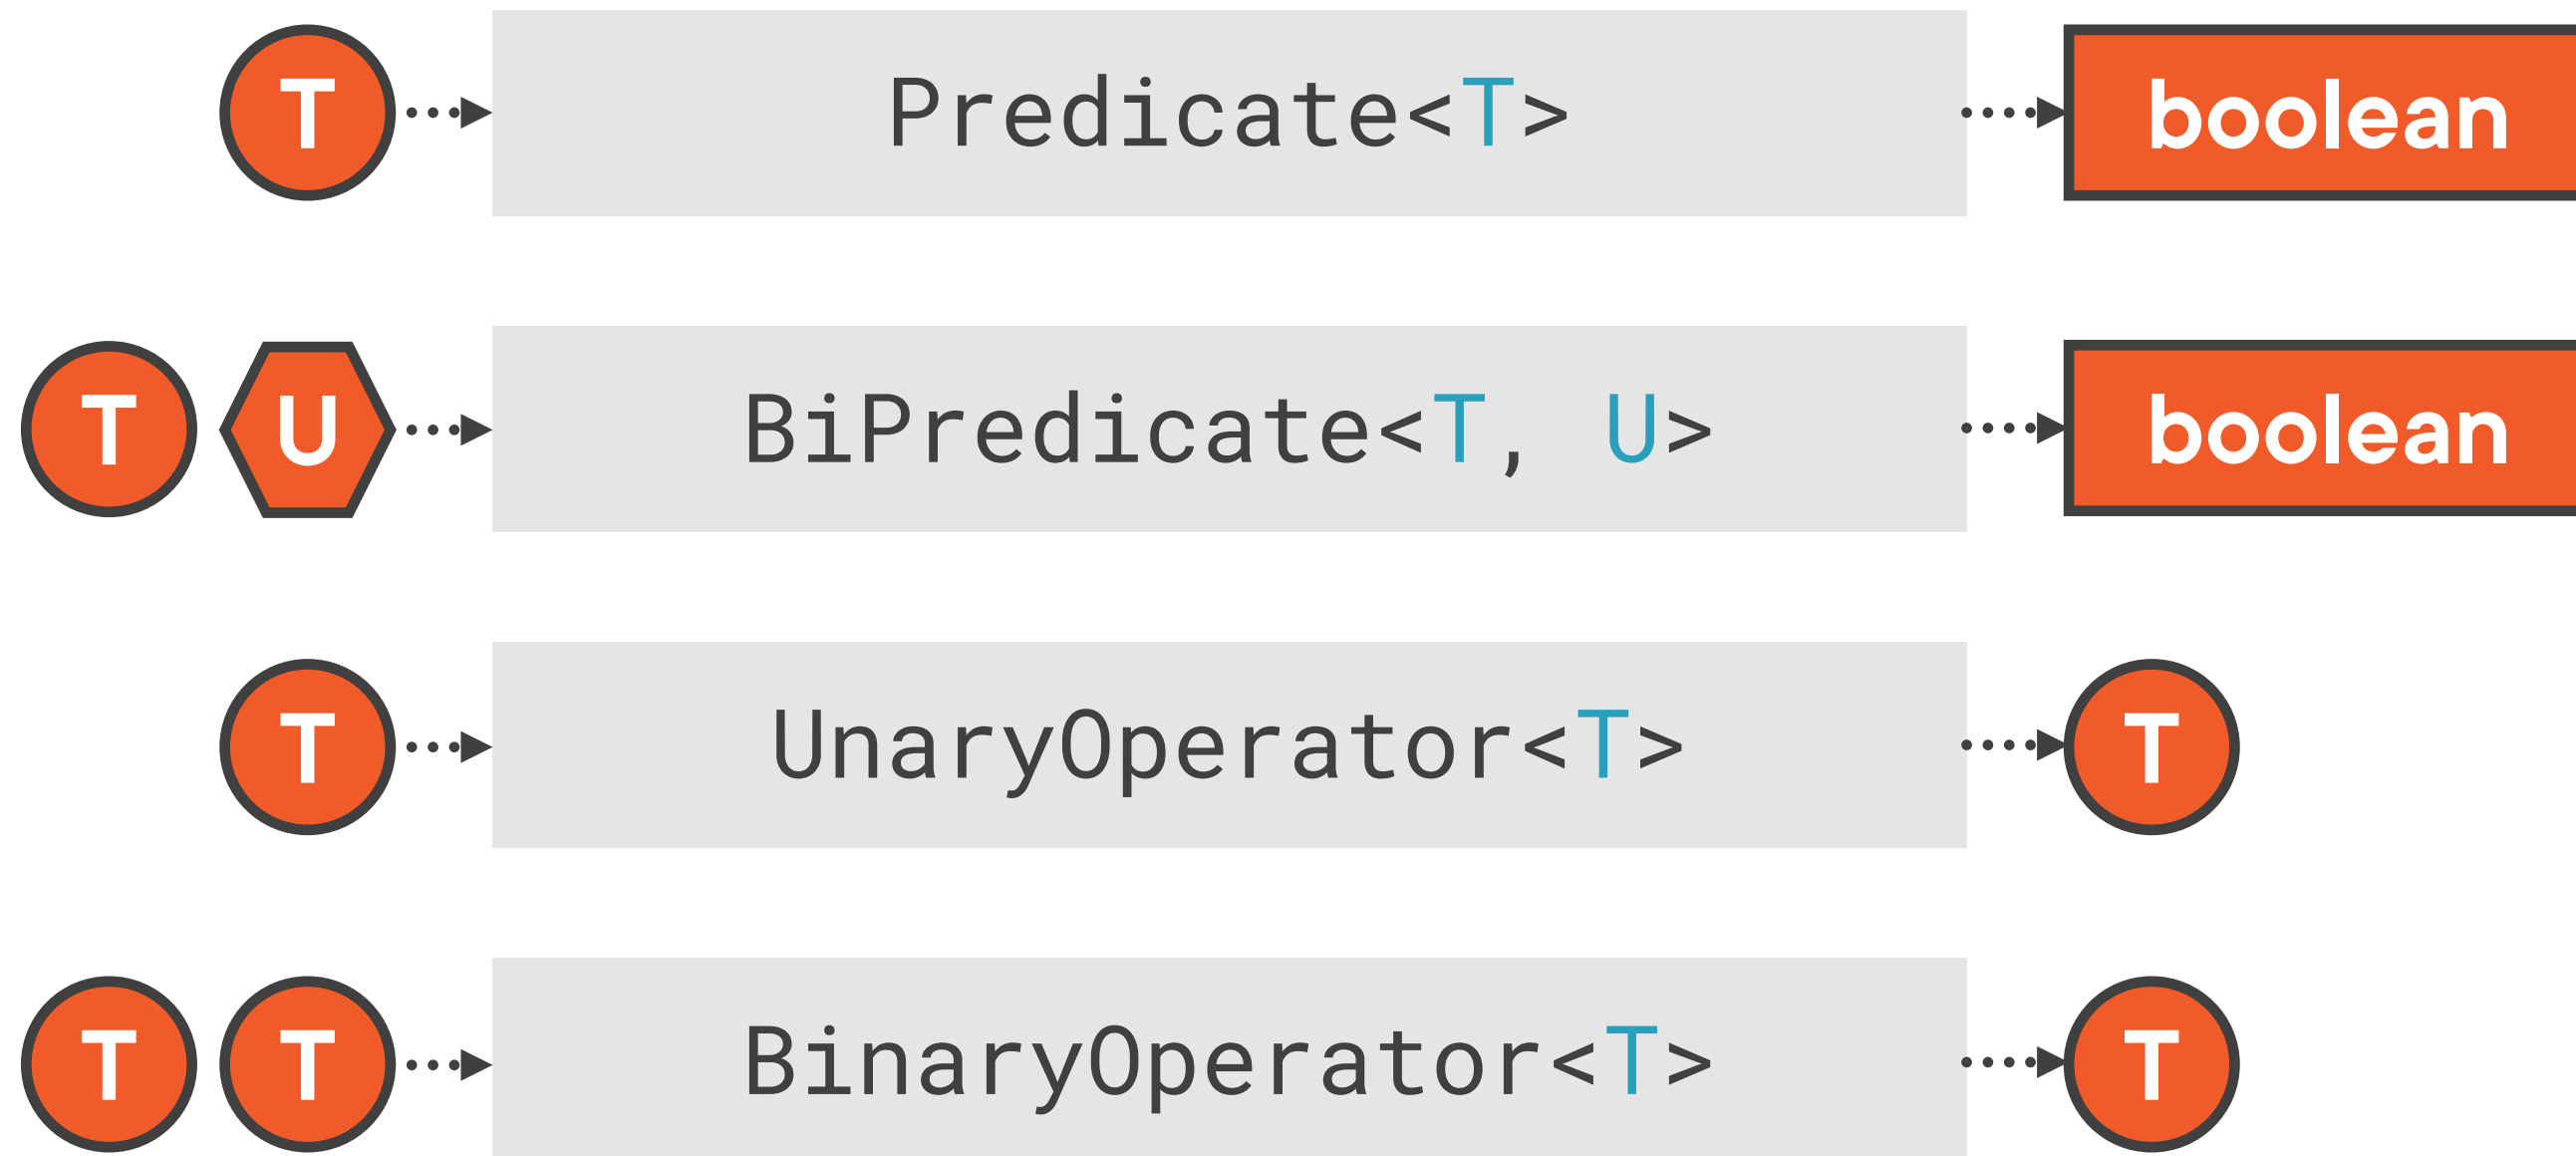 T Predicate<T> boolean
T U BiPredicate<T, U> boolean
T UnaryOperator<T> T
T T BinaryOperator<T> T